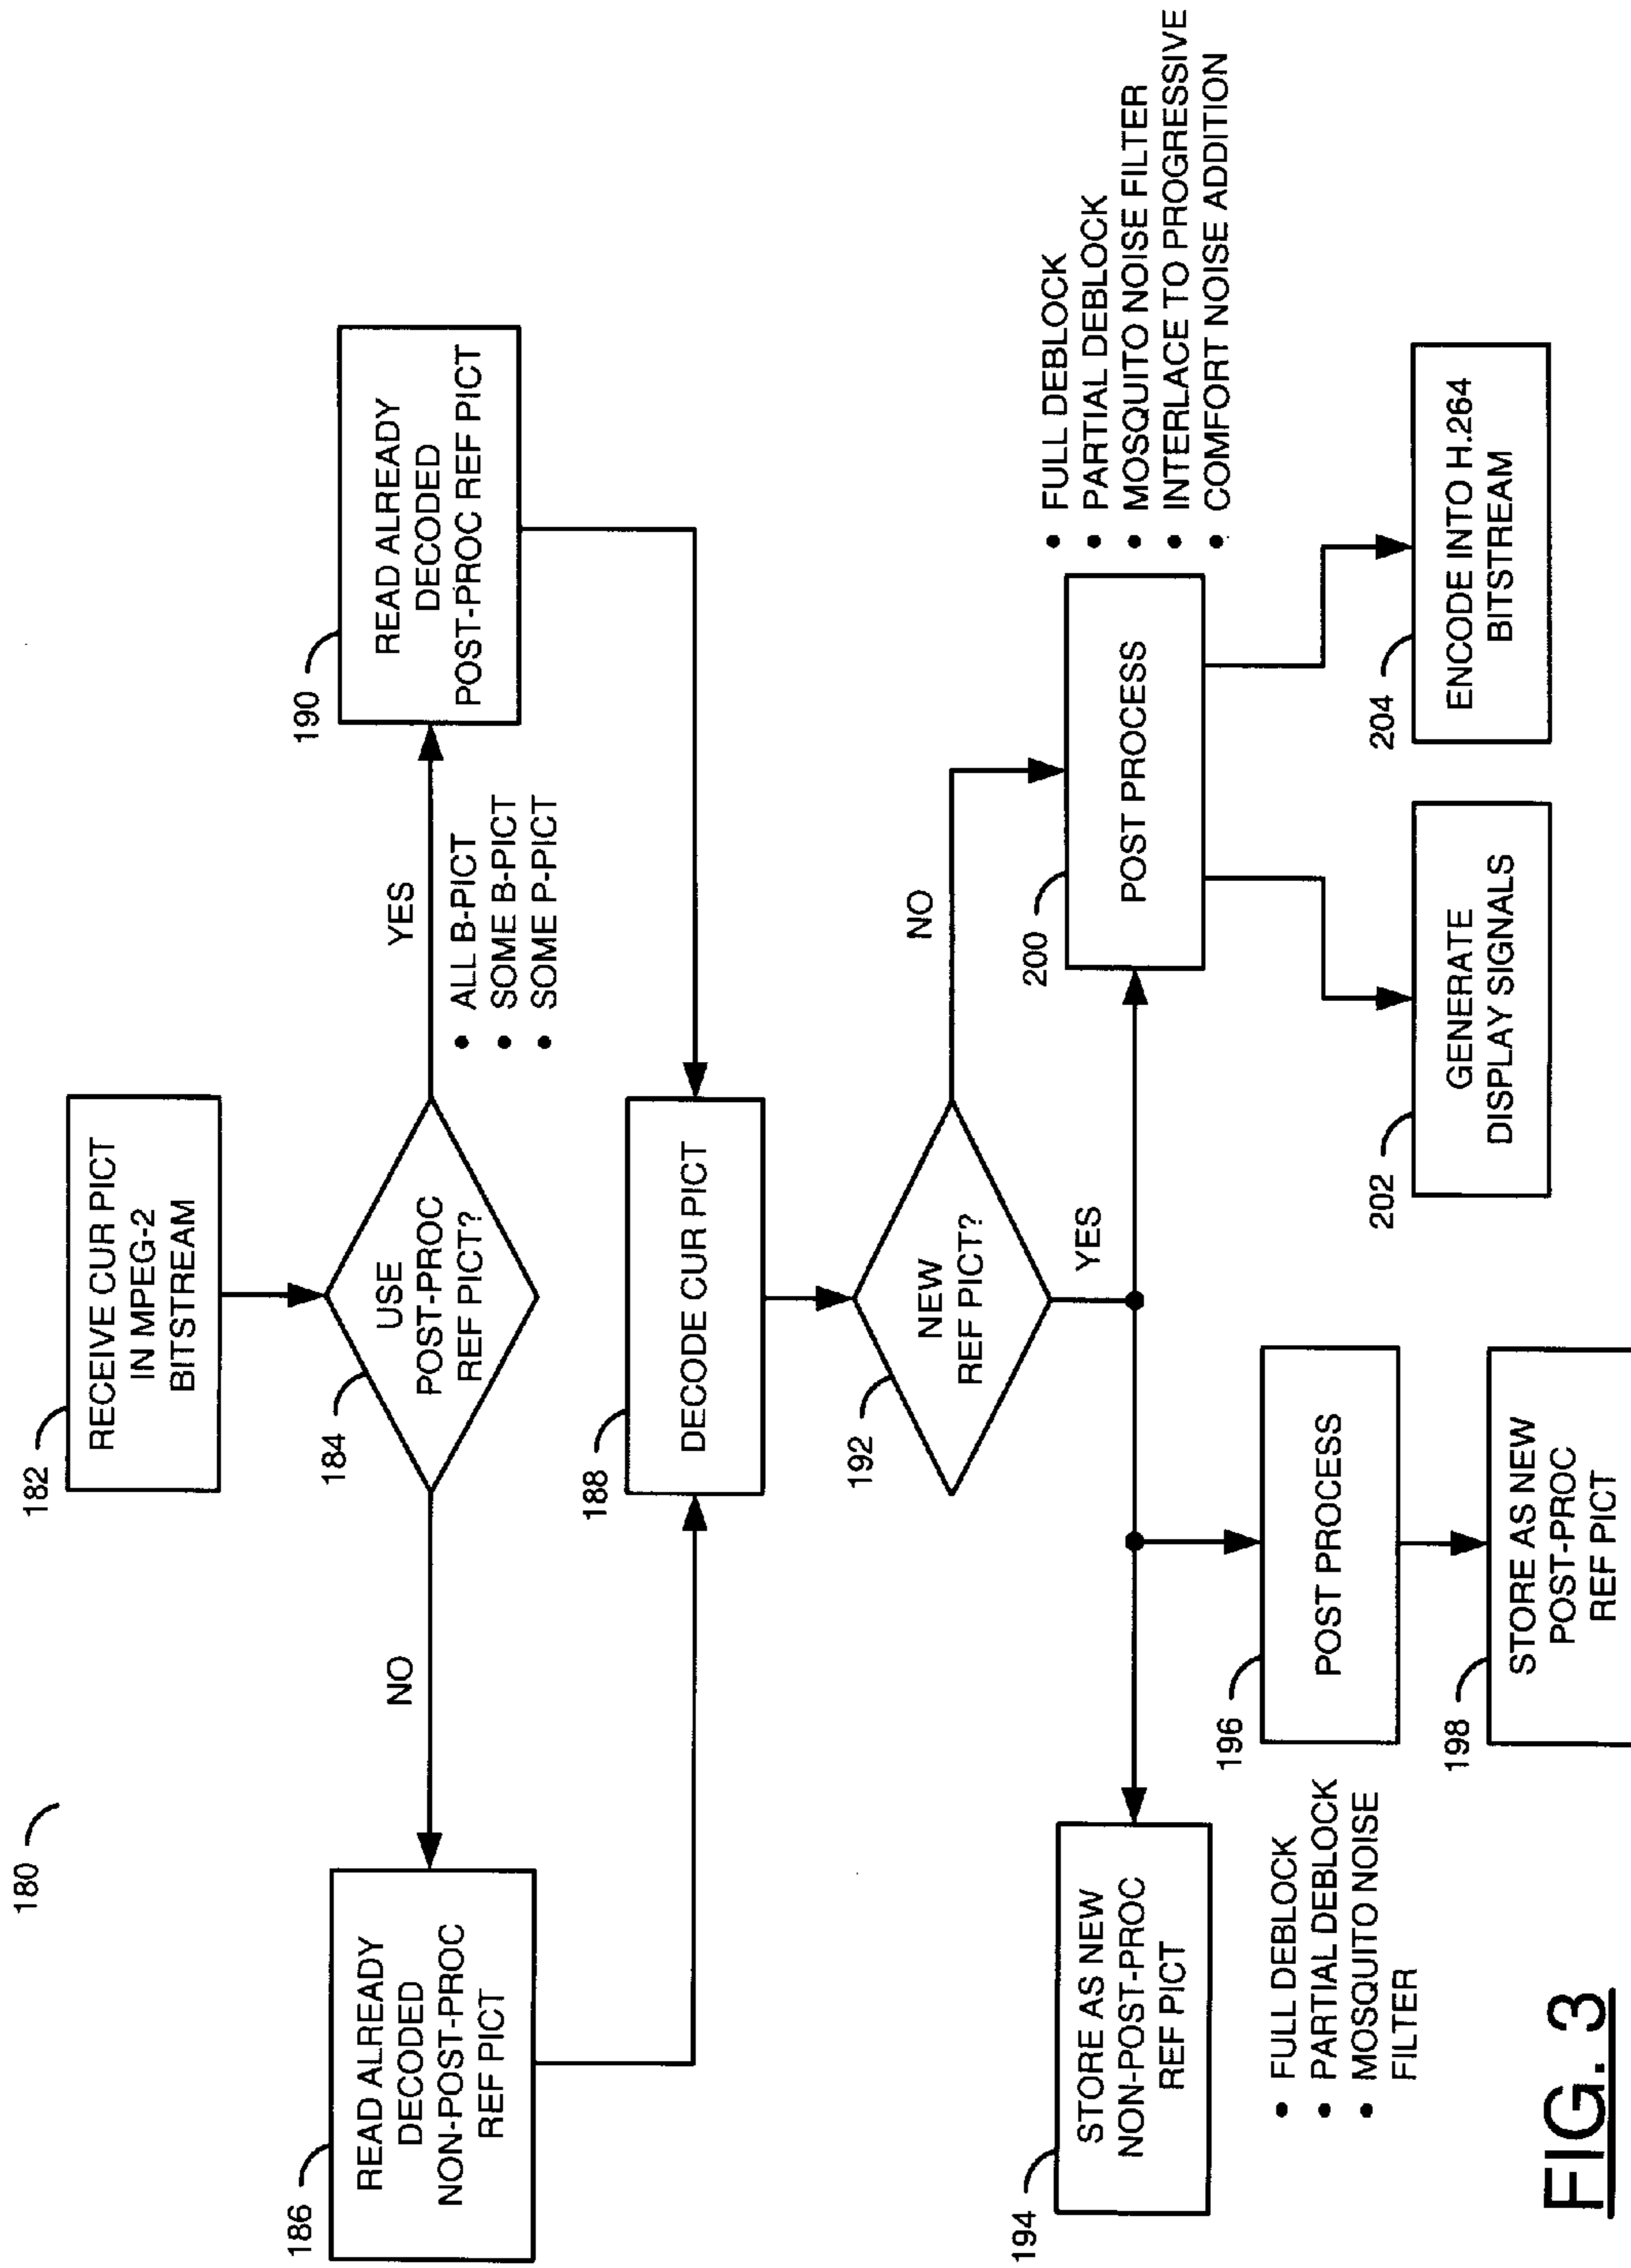 180
182
RECEIVE CUR PICT
IN MPEG-2
BITSTREAM
184
USE
POST-PROC
REF PICT?
NO
YES
• ALL B-PICT
• SOME B-PICT
• SOME P-PICT
186
READ ALREADY
DECODED
NON-POST-PROC
REF PICT
190
READ ALREADY
DECODED
POST-PROC REF PICT
188
DECODE CUR PICT
192
NEW
REF PICT?
NO
YES
194
STORE AS NEW
NON-POST-PROC
REF PICT
196
POST PROCESS
• FULL DEBLOCK
• PARTIAL DEBLOCK
• MOSQUITO NOISE
FILTER
198
STORE AS NEW
POST-PROC
REF PICT
200
POST PROCESS
• FULL DEBLOCK
• PARTIAL DEBLOCK
• MOSQUITO NOISE FILTER
• INTERLACE TO PROGRESSIVE
• COMFORT NOISE ADDITION
202
GENERATE
DISPLAY SIGNALS
204
ENCODE INTO H.264
BITSTREAM
FIG. 3